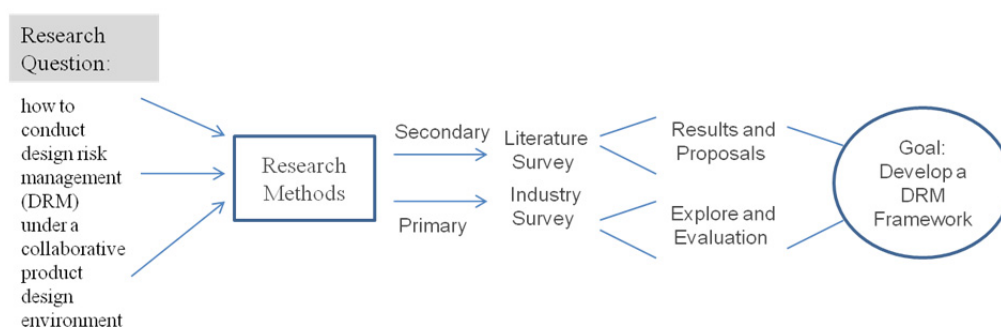 Research
Question:
how to
conduct
design risk
management
(DRM)
under a
collaborative
product
design
environment
Research
Methods
Secondary
Primary
Literature
Survey
Industry
Survey
Results and
Proposals
Explore and
Evaluation
Goal:
Develop a
DRM
Framework